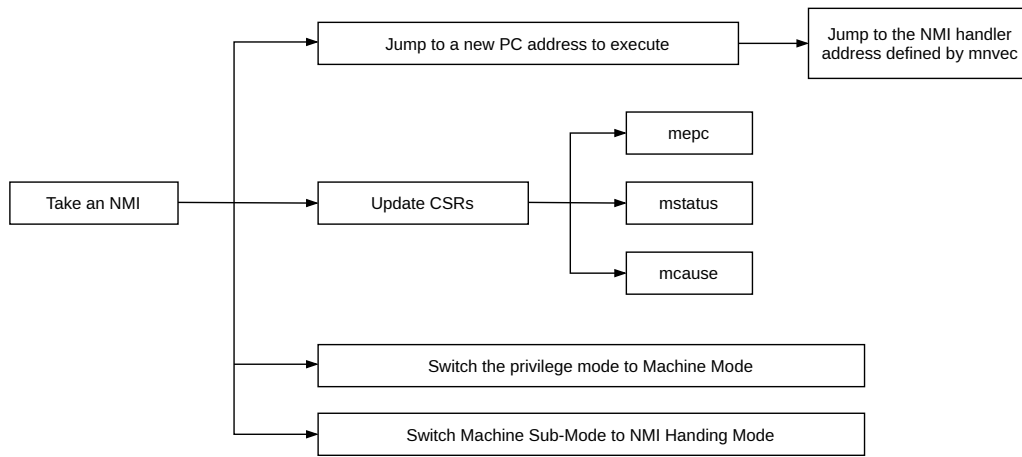 Jump to a new PC address to execute
Jump to the NMI handler
address defined by mnvec
mepc
Take an NMI
Update CSRs
mstatus
mcause
Switch the privilege mode to Machine Mode
Switch Machine Sub-Mode to NMI Handing Mode